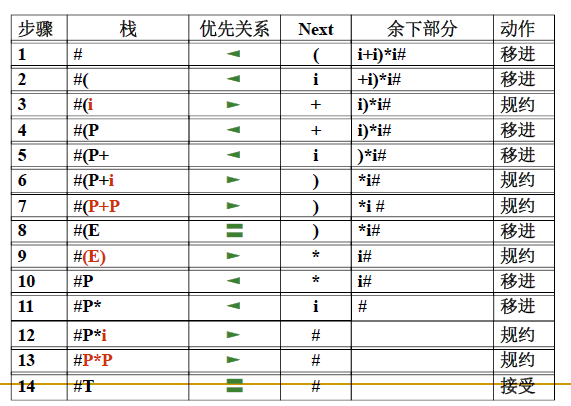 步骤 栈 优先关系 Next 余下部分 动作
1 # ( i+i)*i# 移进
2 #( i +i)*i# 移进
3 #(i + i)*i# 规约
4 #(P + i)*i# 移进
5 #(P+ i )*i# 移进
6 #(P+i ) *i# 规约
7 #(P+P ) *i # 规约
8 #(E ) *i# 移进
9 #(E) * i# 规约
10 #P * i# 移进
11 #P* i # 移进
12 #P*i # 规约
13 #P*P # 规约
14 #T # 接受